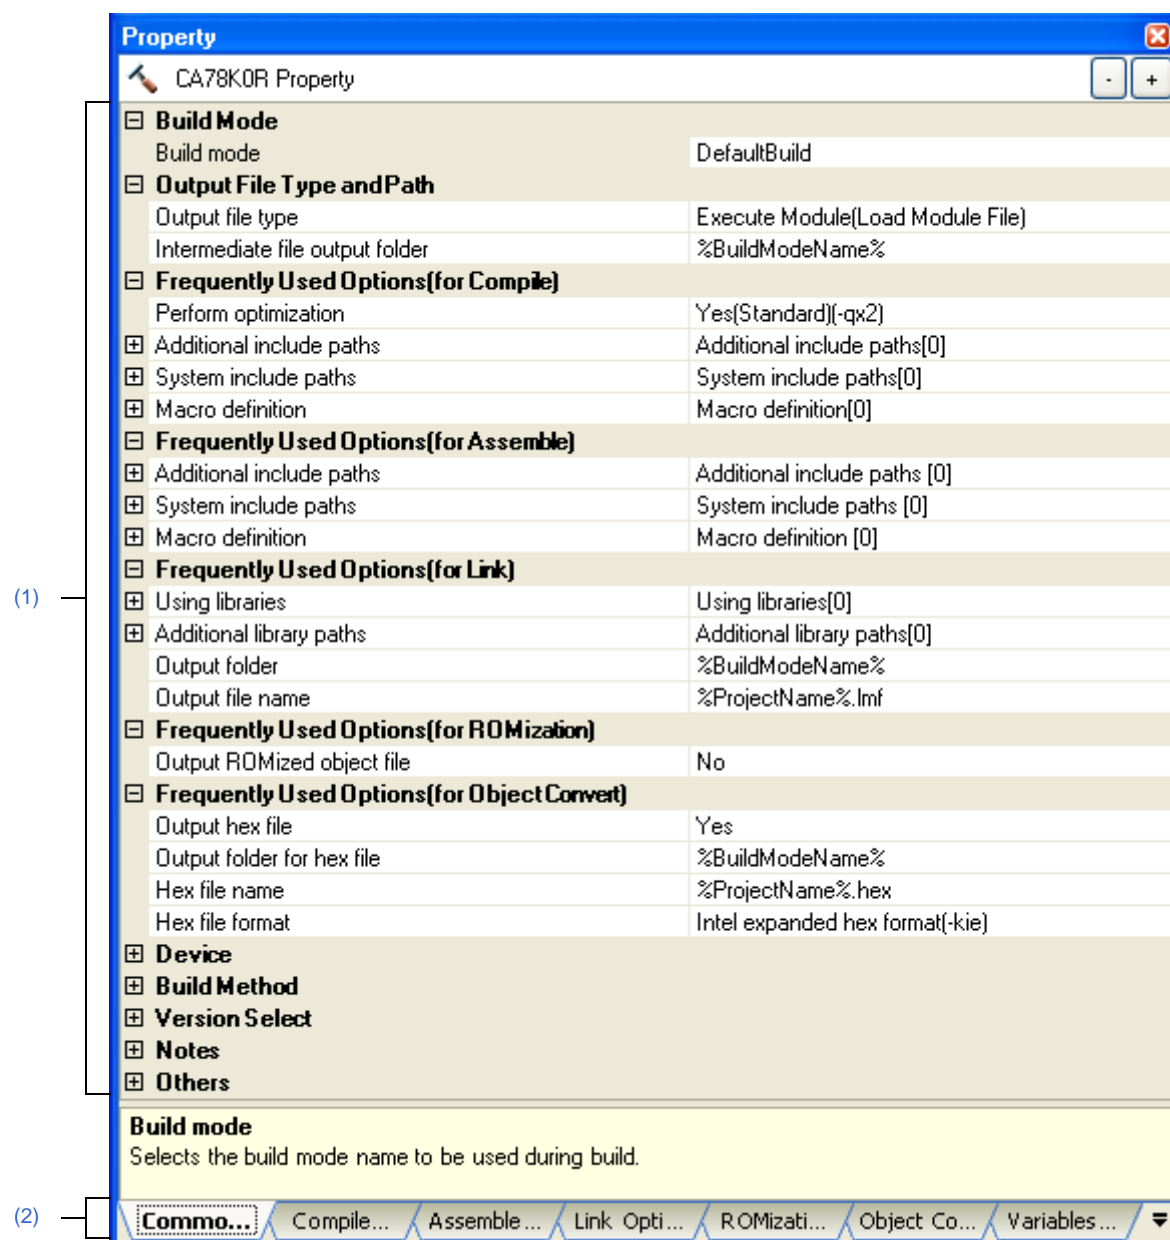 Property
CA78K0R Property - +
Build Mode
Build mode DefaultBuild
Output File Type and Path
Output file type Execute Module(Load Module File)
Intermediate file output folder %BuildModeName%
Frequently Used Options(for Compile)
Perform optimization Yes(Standard)(-qx2)
Additional include paths Additional include paths[0]
System include paths System include paths[0]
Macro definition Macro definition[0]
Frequently Used Options(for Assemble)
Additional include paths Additional include paths [0]
System include paths System include paths [0]
Macro definition Macro definition [0]
Frequently Used Options(for Link)
(1)
Using libraries Using libraries[0]
Additional library paths Additional library paths[0]
Output folder %BuildModeName%
Output file name %ProjectName%.lmf
Frequently Used Options(for ROMization)
Output ROMized object file No
Frequently Used Options(for Object Convert)
Output hex file Yes
Output folder for hex file %BuildModeName%
Hex file name %ProjectName%.hex
Hex file format Intel expanded hex format(-kie)
Device
Build Method
Version Select
Notes
Others
Build mode
Selects the build mode name to be used during build.
(2)
Commo... Compile... Assemble ... Link Opti... ROMizati... Object Co... Variables ...